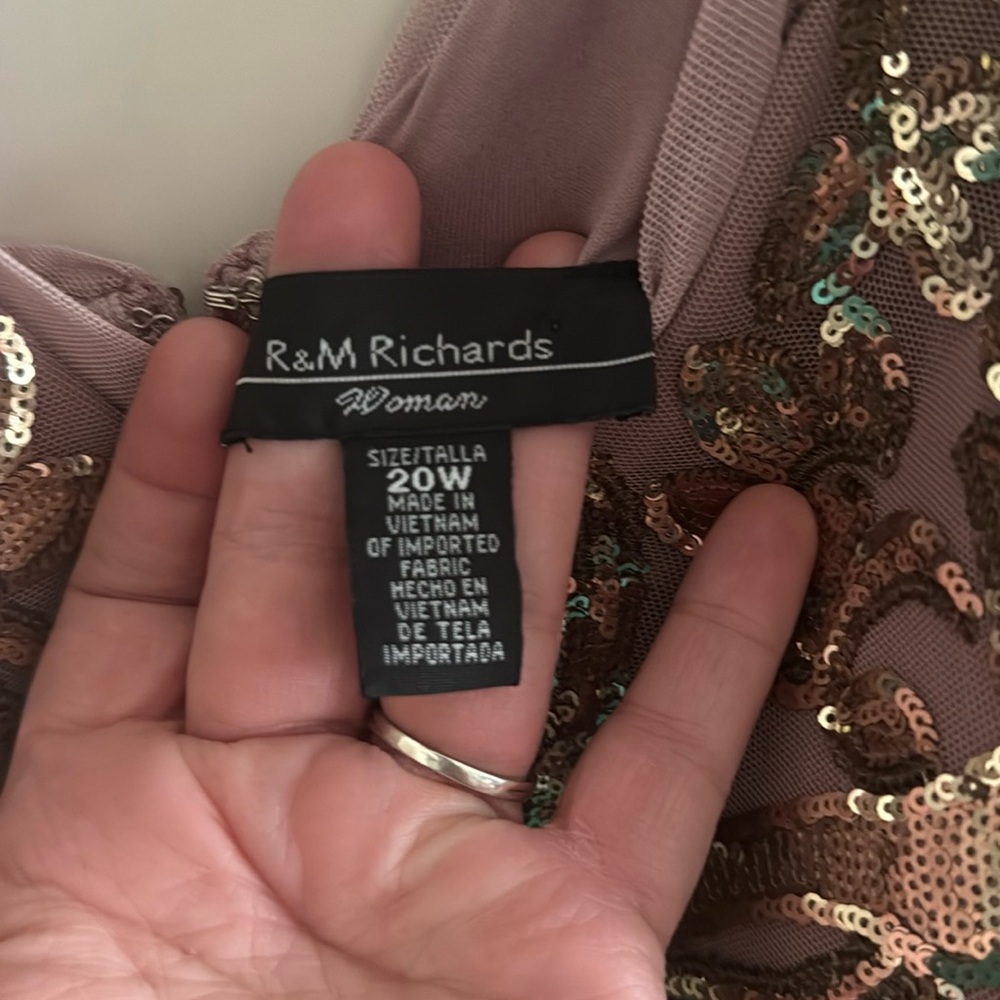 R&M Richards
Woman
SIZE/TALLA
20W
MADE IN
VIETNAM
OF IMPORTED
FABRIC
HECHO EN
VIETNAM
DE TELA
IMPORTADA